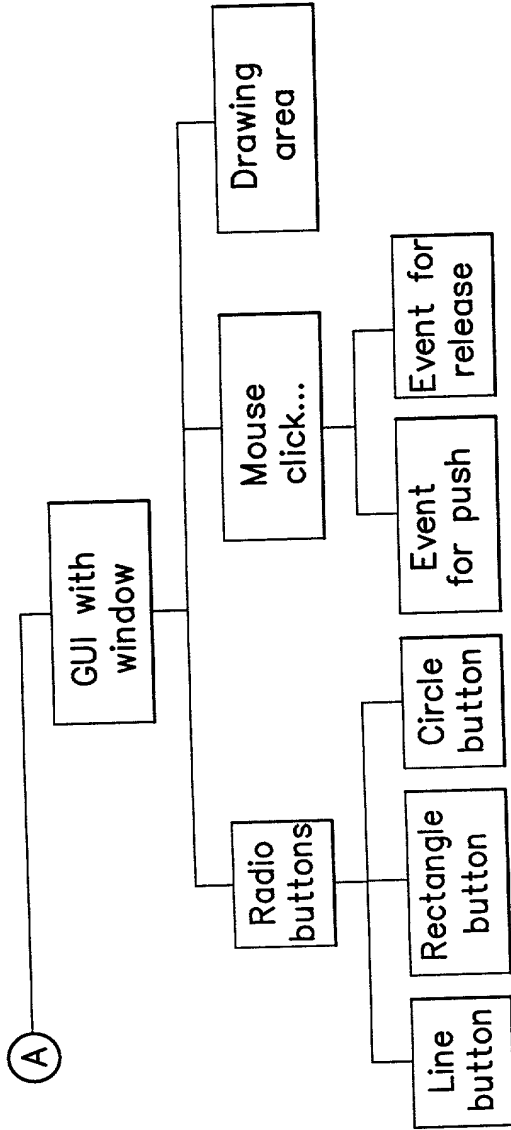 A
GUI with
window
Radio
buttons
Mouse
click...
Drawing
area
Line
button
Rectangle
button
Circle
button
Event
for push
Event for
release